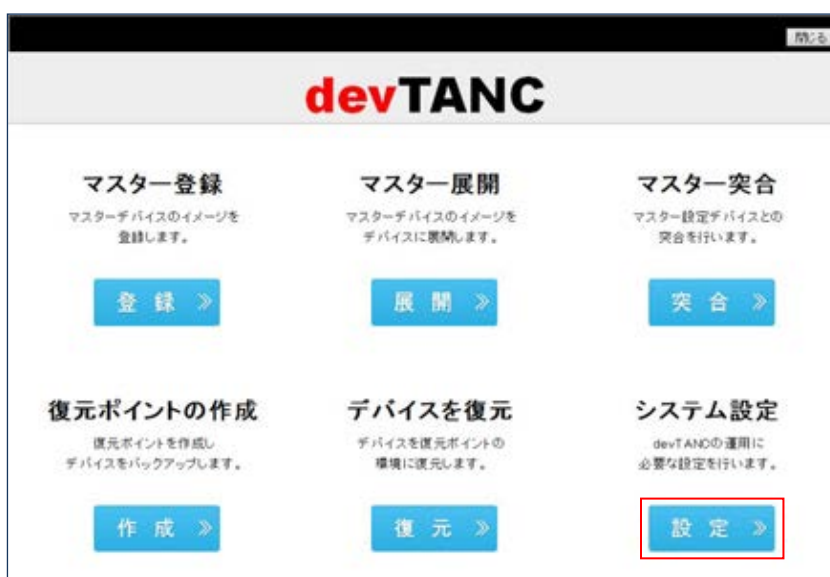 閉じる
devTANC
マスター登録
マスターデバイスのイメージを
登録します。
登 録 》
マスター展開
マスターデバイスのイメージを
デバイスに展開します。
展 開 》
マスター突合
マスター設定デバイスとの
突合を行います。
突 合 》
復元ポイントの作成
復元ポイントを作成し
デバイスをバックアップします。
作 成 》
デバイスを復元
デバイスを復元ポイントの
環境に復元します。
復 元 》
システム設定
devTANCの運用に
必要な設定を行います。
設 定 》